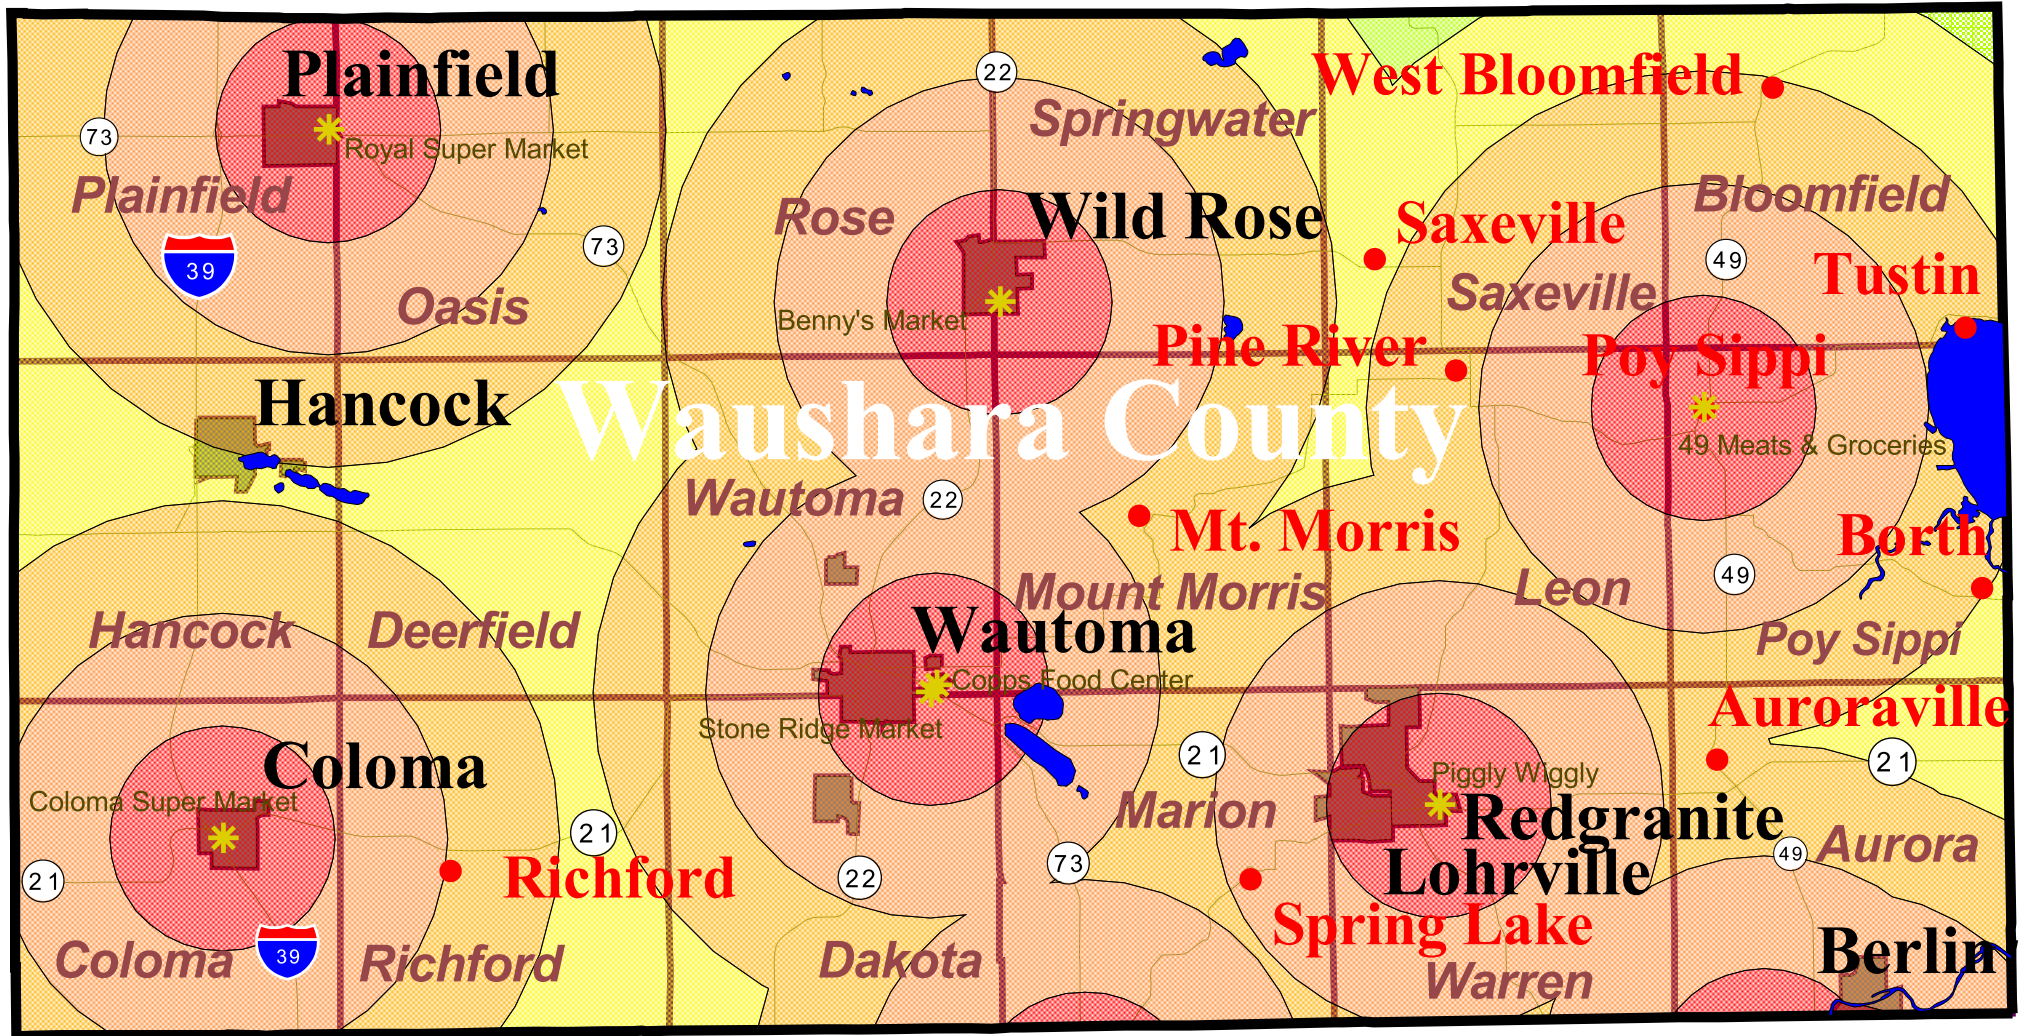 Plainfield
22
West Bloomfield
Springwater
73
Royal Super Market
Plainfield
Rose
Wild Rose
Saxeville
Bloomfield
73
49
39
Tustin
Oasis
Saxeville
Benny's Market
Pine River
Poy Sippi
Hancock
Waushara County
49 Meats & Groceries
Wautoma
22
Mt. Morris
Borth
49
Mount Morris
Leon
Hancock
Deerfield
Wautoma
Poy Sippi
Copps Food Center
Auroraville
Stone Ridge Market
21
21
Coloma
Piggly Wiggly
Coloma Super Market
Marion
Redgranite
21
49
Aurora
73
Lohrville
21
Richford
22
Spring Lake
39
Coloma
Richford
Dakota
Berlin
Warren